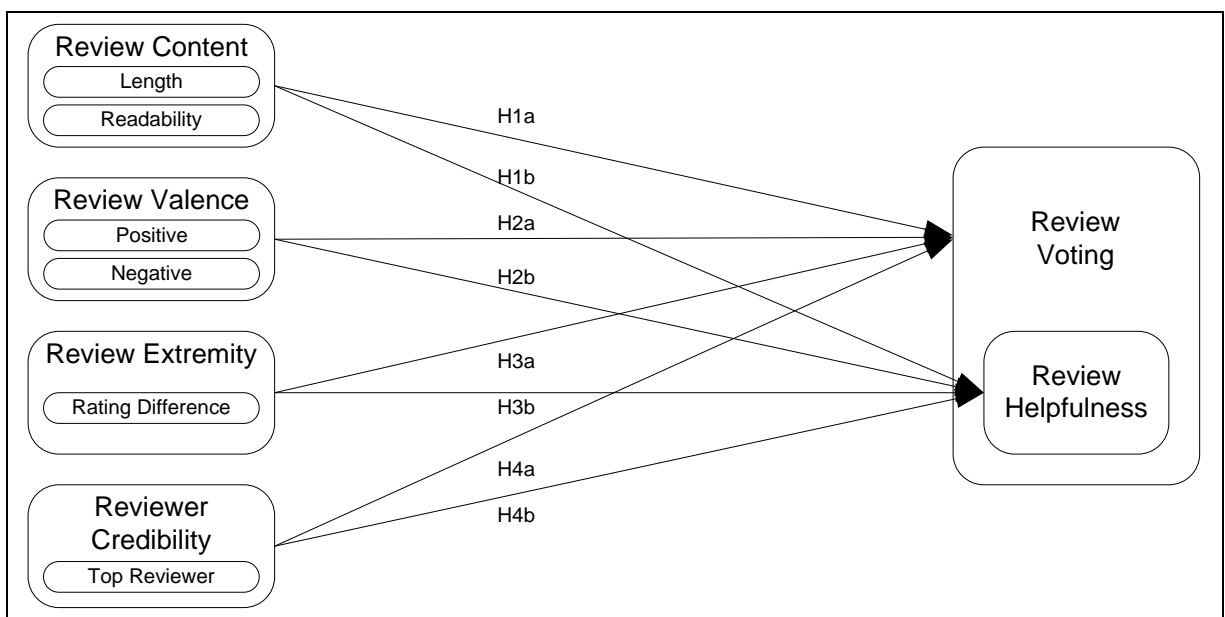 Review Content
Length
Readability
Review Valence
Positive
Negative
Review Extremity
Rating Difference
Reviewer
Credibility
Top Reviewer
H1a
H1b
H2a
H2b
H3a
H3b
H4a
H4b
Review
Voting
Review
Helpfulness